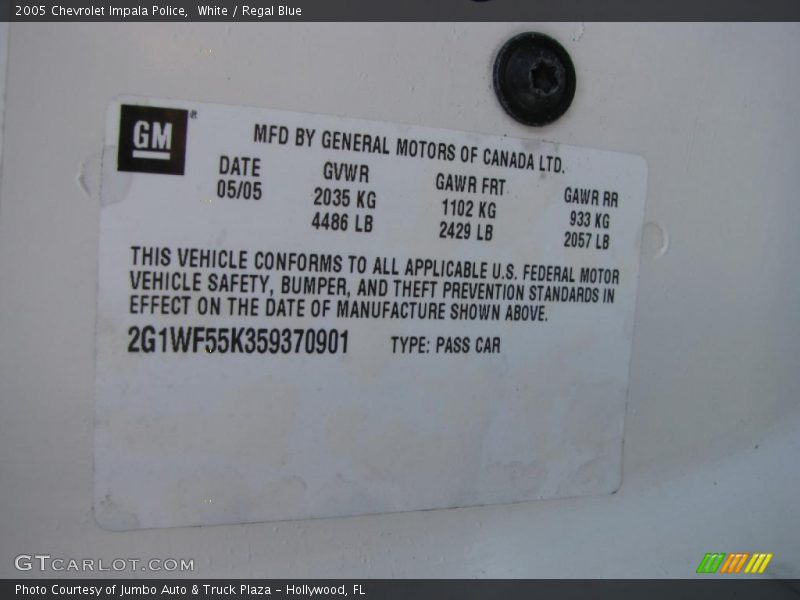 2005 Chevrolet Impala Police,  White / Regal Blue
GM®
MFD BY GENERAL MOTORS OF CANADA LTD.
DATE GVWR GAWR FRT GAWR RR
05/05 2035 KG 1102 KG 933 KG
4486 LB 2429 LB 2057 LB
THIS VEHICLE CONFORMS TO ALL APPLICABLE U.S. FEDERAL MOTOR
VEHICLE SAFETY, BUMPER, AND THEFT PREVENTION STANDARDS IN
EFFECT ON THE DATE OF MANUFACTURE SHOWN ABOVE.
2G1WF55K359370901 TYPE: PASS CAR
GTCARLOT.COM
Photo Courtesy of Jumbo Auto & Truck Plaza - Hollywood, FL